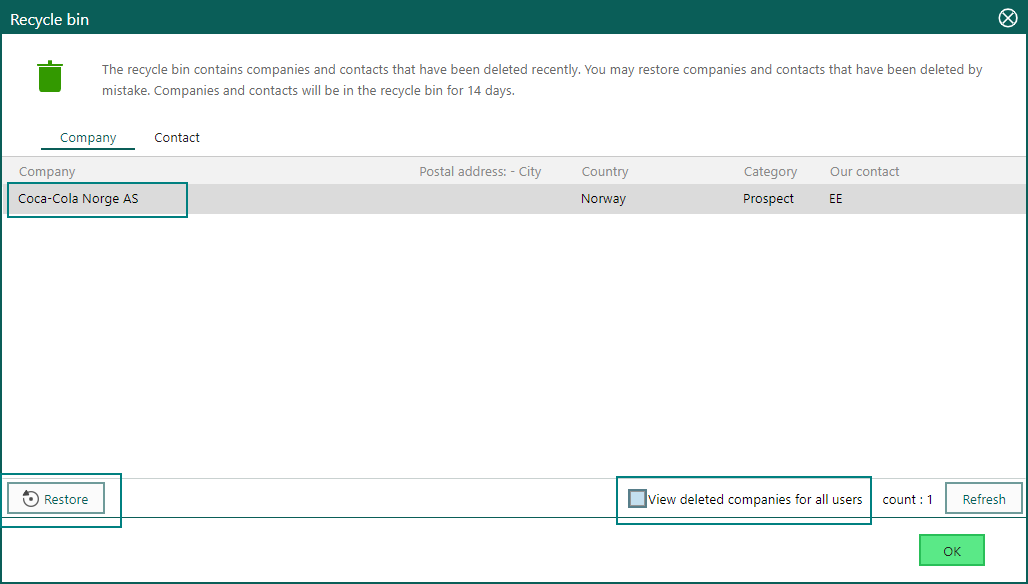 Recycle bin
The recycle bin contains companies and contacts that have been deleted recently. You may restore companies and contacts that have been deleted by
mistake. Companies and contacts will be in the recycle bin for 14 days.
Company Contact
Company Postal address: - City Country Category Our contact
Coca-Cola Norge AS Norway Prospect EE
Restore View deleted companies for all users count : 1 Refresh
OK